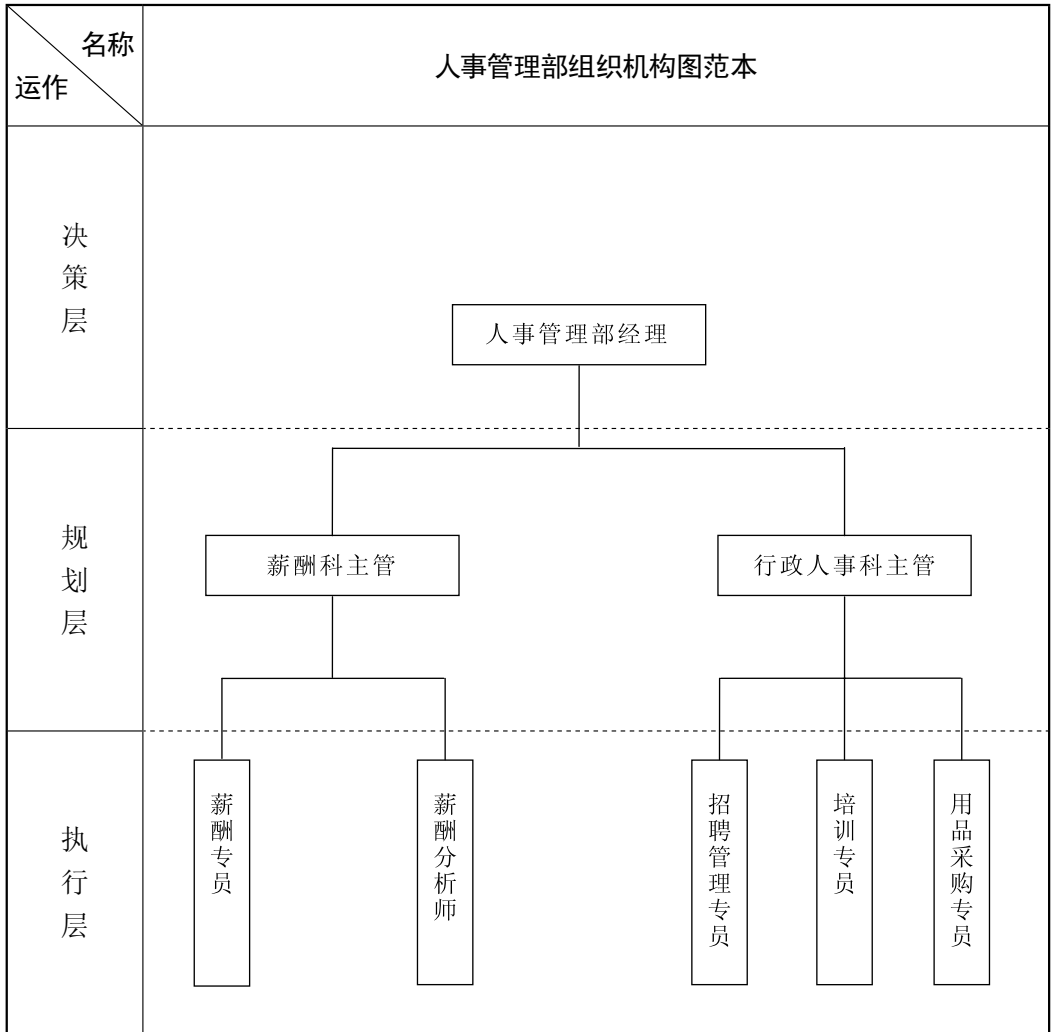 名称
运作
人事管理部组织机构图范本
决策层
人事管理部经理
规划层
薪酬科主管
行政人事科主管
执行层
薪酬专员
薪酬分析师
招聘管理专员
培训专员
用品采购专员